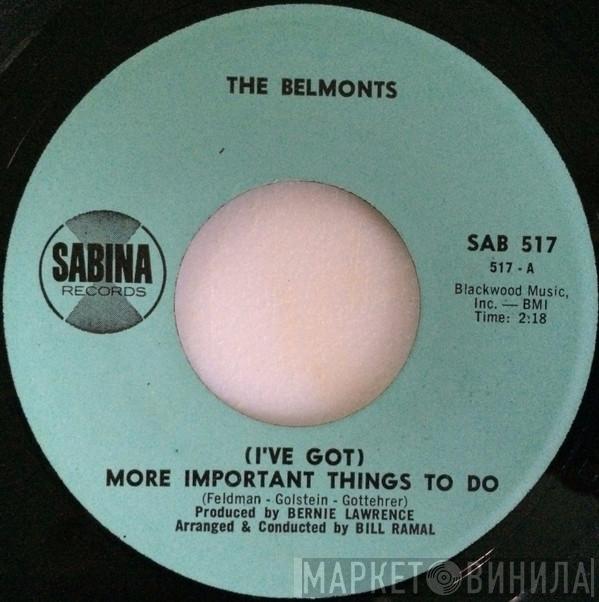 THE BELMONTS
SABINA
RECORDS
SAB 517
517 - A
Blackwood Music,
Inc. — BMI
Time: 2:18
(I'VE GOT)
MORE IMPORTANT THINGS TO DO
(Feldman - Golstein - Gottehrer)
Produced by BERNIE LAWRENCE
Arranged & Conducted by BILL RAMAL
МАРКЕТ ВИНИЛА